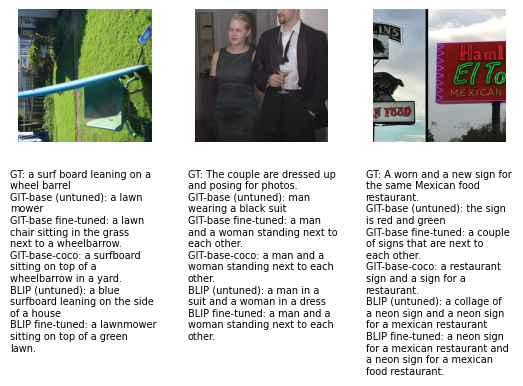 INS
N FOOD
Haml
El To
MEXICAN
GT: a surf board leaning on a
wheel barrel
GIT-base (untuned): a lawn
mower
GIT-base fine-tuned: a lawn
chair sitting in the grass
next to a wheelbarrow.
GIT-base-coco: a surfboard
sitting on top of a
wheelbarrow in a yard.
BLIP (untuned): a blue
surfboard leaning on the side
of a house
BLIP fine-tuned: a lawnmower
sitting on top of a green
lawn.
GT: The couple are dressed up
and posing for photos.
GIT-base (untuned): man
wearing a black suit
GIT-base fine-tuned: a man
and a woman standing next to
each other.
GIT-base-coco: a man and a
woman standing next to each
other.
BLIP (untuned): a man in a
suit and a woman in a dress
BLIP fine-tuned: a man and a
woman standing next to each
other.
GT: A worn and a new sign for
the same Mexican food
restaurant.
GIT-base (untuned): the sign
is red and green
GIT-base fine-tuned: a couple
of signs that are next to
each other.
GIT-base-coco: a restaurant
sign and a sign for a
restaurant.
BLIP (untuned): a collage of
a neon sign and a neon sign
for a mexican restaurant
BLIP fine-tuned: a neon sign
for a mexican restaurant and
a neon sign for a mexican
food restaurant.